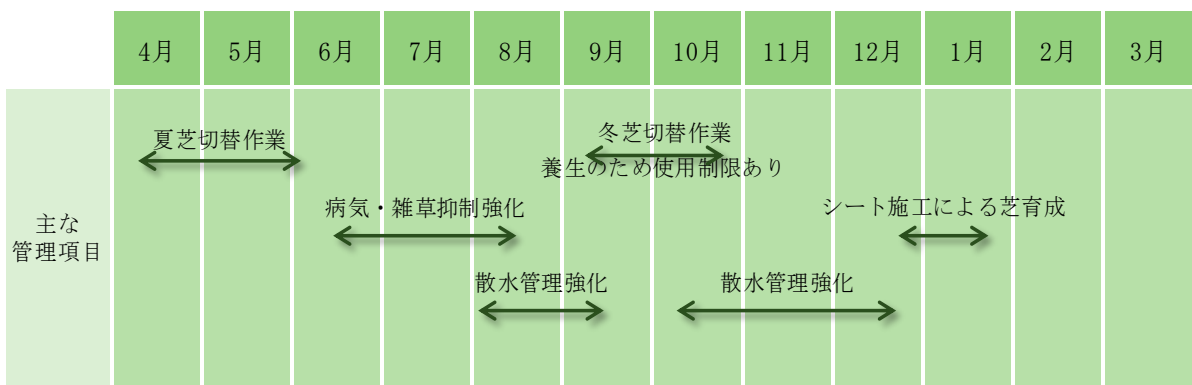 4月 5月 6月 7月 8月 9月 10月 11月 12月 1月 2月 3月
夏芝切替作業
冬芝切替作業
養生のため使用制限あり
病気・雑草抑制強化
シート施工による芝育成
主な
管理項目
散水管理強化
散水管理強化